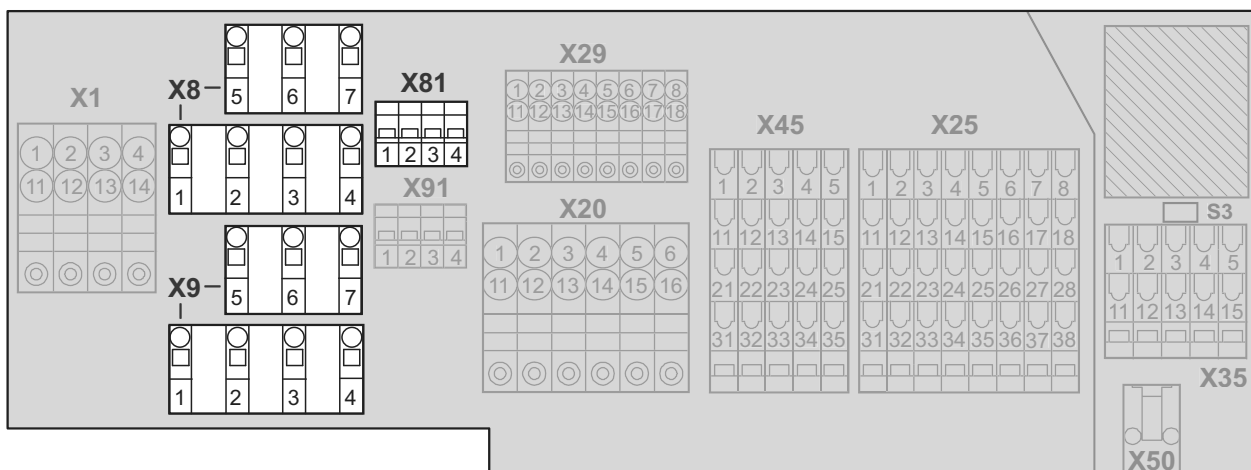 X1
1 2 3 4
11 12 13 14
X8
5 6 7
1 2 3 4
X9
5 6 7
1 2 3 4
X81
1 2 3 4
X91
1 2 3 4
X29
1 2 3 4 5 6 7 8
11 12 13 14 15 16 17 18
X20
1 2 3 4 5 6
11 12 13 14 15 16
X45
1 2 3 4 5
11 12 13 14 15
21 22 23 24 25
31 32 33 34 35
X25
1 2 3 4 5 6 7 8
11 12 13 14 15 16 17 18
21 22 23 24 25 26 27 28
31 32 33 34 35 36 37 38
S3
1 2 3 4 5
11 12 13 14 15
X35
X50